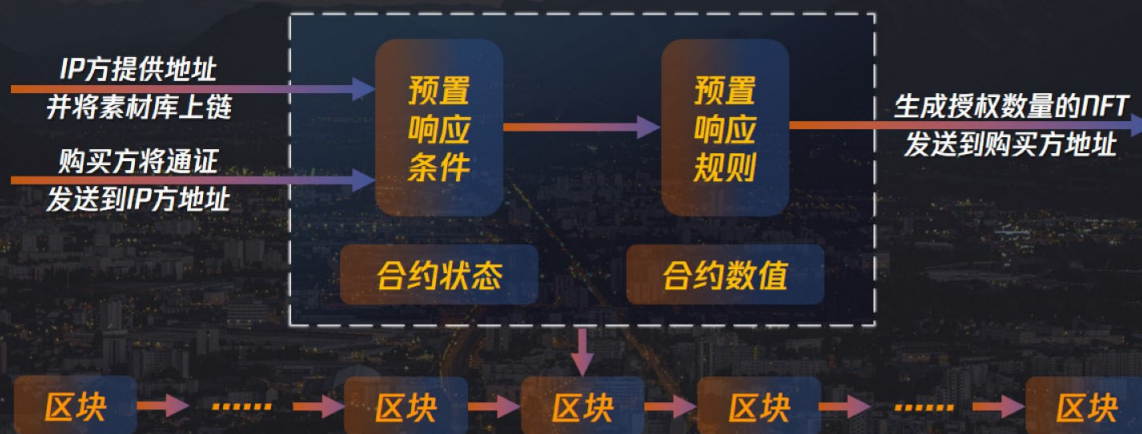 IP方提供地址
并将素材库上链
购买方将通证
发送到IP方地址
预置
响应
条件
预置
响应
规则
生成授权数量的NFT
发送到购买方地址
合约状态
合约数值
区块
......
区块
区块
区块
......
区块